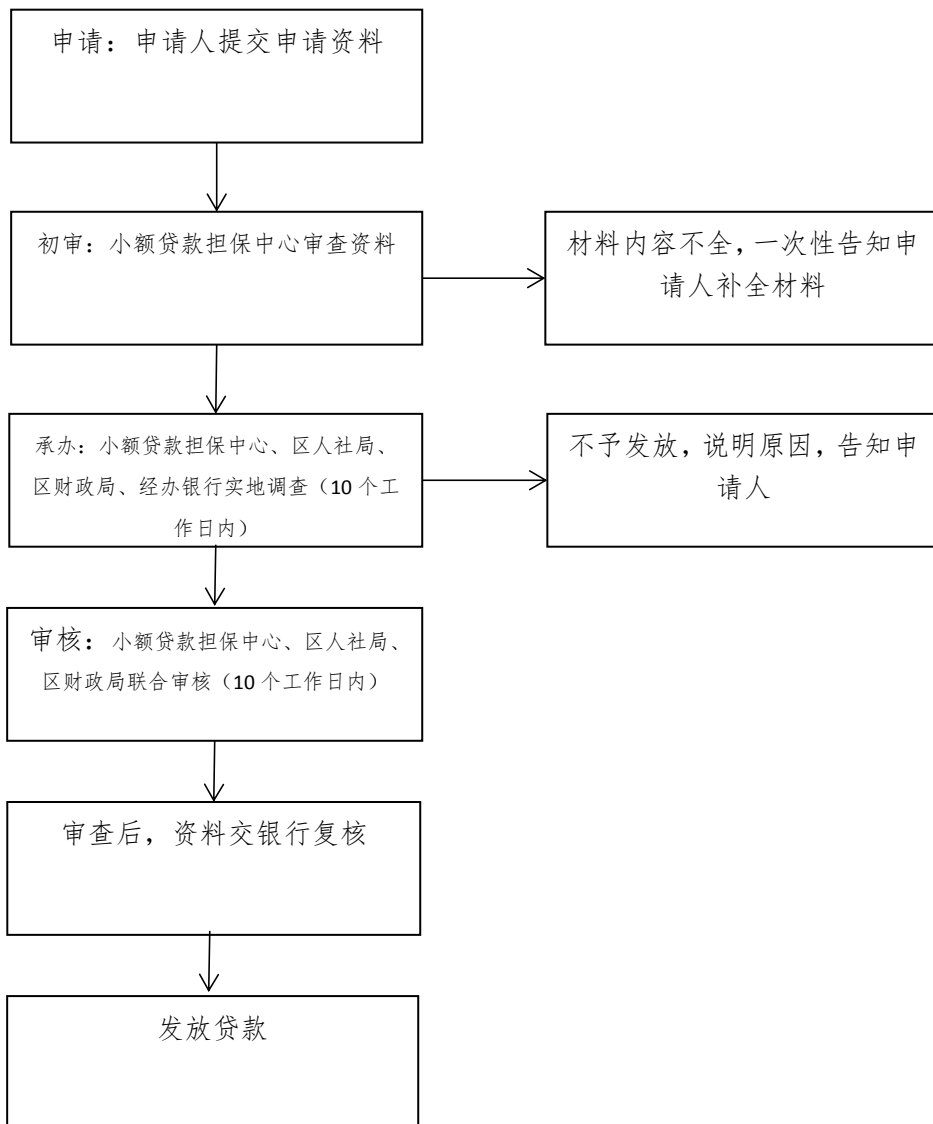 申请：申请人提交申请资料
初审：小额贷款担保中心审查资料
材料内容不全，一次性告知申
请人补全材料
承办：小额贷款担保中心、区人社局、
区财政局、经办银行实地调查（10 个工
作日内）
不予发放，说明原因，告知申
请人
审核：小额贷款担保中心、区人社局、
区财政局联合审核（10 个工作日内）
审查后，资料交银行复核
发放贷款